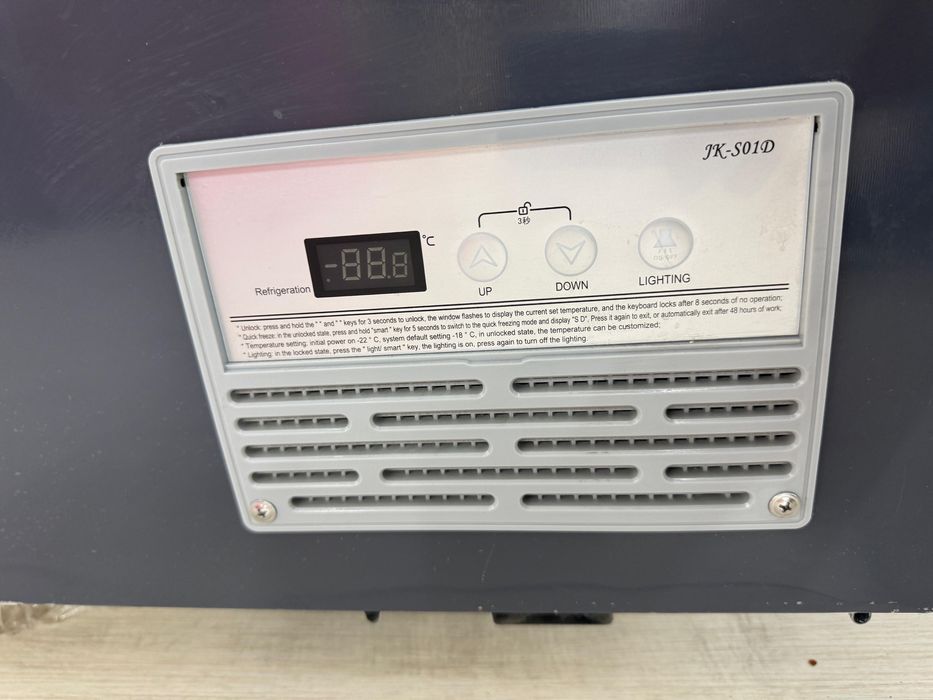 JK-S01D
3秒
-88.8 °C
Refrigeration
UP
DOWN
LIGHTING
* Unlock: press and hold the " " and " " keys for 3 seconds to unlock, the window flashes to display the current set temperature, and the keyboard locks after 8 seconds of no operation;
* Quick freeze: in the unlocked state, press and hold "smart" key for 5 seconds to switch to the quick freezing mode and display "S D", Press it again to exit, or automatically exit after 48 hours of work;
* Temperature setting: initial power on -22 ° C, system default setting -18 ° C, in unlocked state, the temperature can be customized;
* Lighting: in the locked state, press the " light/ smart " key, the lighting is on, press again to turn off the lighting.